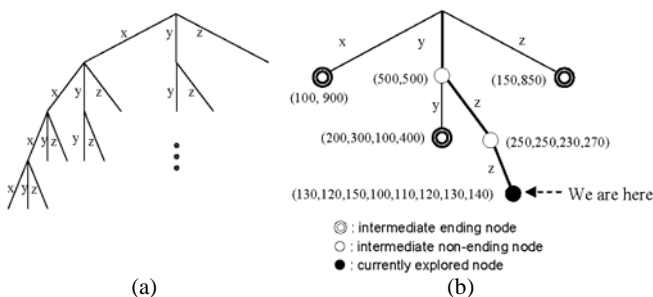 x
y
z
x
y
z
y
x
y
z
y
x
y
z
(a)
x
y
z
(100, 900)
(500,500)
(150,850)
y
z
(200,300,100,400)
(250,250,230,270)
z
(130,120,150,100,110,120,130,140)
We are here
: intermediate ending node
: intermediate non-ending node
: currently explored node
(b)